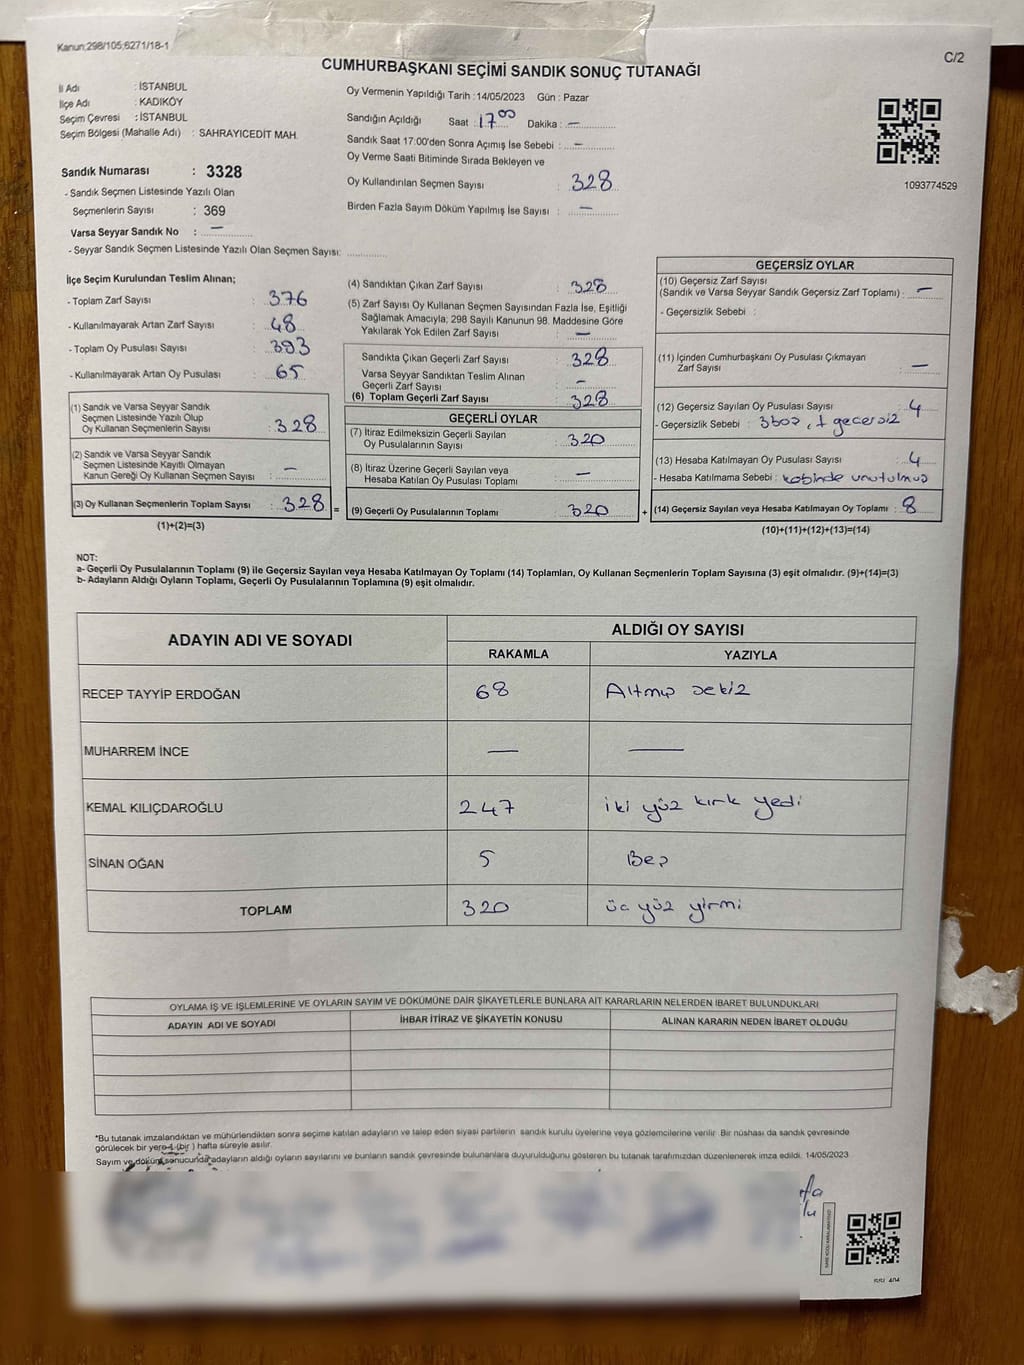 Kanun;298/105;6271/18-1
C/2
CUMHURBAŞKANI SEÇİMİ SANDIK SONUÇ TUTANAĞI
İl Adı : İSTANBUL
İlçe Adı : KADIKÖY
Seçim Çevresi : İSTANBUL
Seçim Bölgesi (Mahalle Adı) : SAHRAYICEDİT MAH.
Sandık Numarası : 3328
- Sandık Seçmen Listesinde Yazılı Olan
Seçmenlerin Sayısı : 369
Varsa Seyyar Sandık No : —
- Seyyar Sandık Seçmen Listesinde Yazılı Olan Seçmen Sayısı:
Oy Vermenin Yapıldığı Tarih : 14/05/2023 Gün : Pazar
Sandığın Açıldığı Saat : 17 00 Dakika : —
Sandık Saat 17:00'den Sonra Açımış İse Sebebi : —
Oy Verme Saati Bitiminde Sırada Bekleyen ve
Oy Kullandırılan Seçmen Sayısı : 328
Birden Fazla Sayım Döküm Yapılmış İse Sayısı : —
1093774529
İlçe Seçim Kurulundan Teslim Alınan;
- Toplam Zarf Sayısı : 376
- Kullanılmayarak Artan Zarf Sayısı : 48
- Toplam Oy Pusulası Sayısı : 393
- Kullanılmayarak Artan Oy Pusulası : 65
(1) Sandık ve Varsa Seyyar Sandık
Seçmen Listesinde Yazılı Olup
Oy Kullanan Seçmenlerin Sayısı : 328
(2) Sandık ve Varsa Seyyar Sandık
Seçmen Listesinde Kayıtlı Olmayan
Kanun Gereği Oy Kullanan Seçmen Sayısı : —
(3) Oy Kullanan Seçmenlerin Toplam Sayısı : 328 =
(1)+(2)=(3)
(4) Sandıktan Çıkan Zarf Sayısı : 328
(5) Zarf Sayısı Oy Kullanan Seçmen Sayısından Fazla İse, Eşitliği
Sağlamak Amacıyla; 298 Sayılı Kanunun 98. Maddesine Göre
Yakılarak Yok Edilen Zarf Sayısı : —
Sandıkta Çıkan Geçerli Zarf Sayısı : 328
Varsa Seyyar Sandıktan Teslim Alınan
Geçerli Zarf Sayısı : —
(6) Toplam Geçerli Zarf Sayısı : 328
GEÇERLİ OYLAR
(7) İtiraz Edilmeksizin Geçerli Sayılan
Oy Pusulalarının Sayısı : 320
(8) İtiraz Üzerine Geçerli Sayılan veya
Hesaba Katılan Oy Pusulası Toplamı : —
(9) Geçerli Oy Pusulalarının Toplamı : 320 +
GEÇERSİZ OYLAR
(10) Geçersiz Zarf Sayısı
(Sandık ve Varsa Seyyar Sandık Geçersiz Zarf Toplamı) : —
- Geçersizlik Sebebi :
(11) İçinden Cumhurbaşkanı Oy Pusulası Çıkmayan
Zarf Sayısı : —
(12) Geçersiz Sayılan Oy Pusulası Sayısı : 4
- Geçersizlik Sebebi : 3boş, 1 geçersiz
(13) Hesaba Katılmayan Oy Pusulası Sayısı : 4
- Hesaba Katılmama Sebebi : kabinde unutulmuş
(14) Geçersiz Sayılan veya Hesaba Katılmayan Oy Toplamı : 8
(10)+(11)+(12)+(13)=(14)
NOT:
a- Geçerli Oy Pusulalarının Toplamı (9) ile Geçersiz Sayılan veya Hesaba Katılmayan Oy Toplamı (14) Toplamları, Oy Kullanan Seçmenlerin Toplam Sayısına (3) eşit olmalıdır. (9)+(14)=(3)
b- Adayların Aldığı Oyların Toplamı, Geçerli Oy Pusulalarının Toplamına (9) eşit olmalıdır.
ADAYIN ADI VE SOYADI ALDIĞI OY SAYISI
RAKAMLA YAZIYLA
RECEP TAYYİP ERDOĞAN 68 Altmış sekiz
MUHARREM İNCE — —
KEMAL KILIÇDAROĞLU 247 iki yüz kırk yedi
SİNAN OĞAN 5 Beş
TOPLAM 320 üç yüz yirmi
OYLAMA İŞ VE İŞLEMLERİNE VE OYLARIN SAYIM VE DÖKÜMÜNE DAİR ŞİKAYETLERLE BUNLARA AİT KARARLARIN NELERDEN İBARET BULUNDUKLARI
ADAYIN ADI VE SOYADI İHBAR İTİRAZ VE ŞİKAYETİN KONUSU ALINAN KARARIN NEDEN İBARET OLDUĞU
*Bu tutanak imzalandıktan ve mühürlendikten sonra seçime katılan adayların ve talep eden siyasi partilerin sandık kurulu üyelerine veya gözlemcilerine verilir. Bir nüshası da sandık çevresinde
görülecek bir yere 1 (bir) hafta süreyle asılır.
Sayım ve döküm sonucunda adayların aldığı oyların sayılarını ve bunların sandık çevresinde bulunanlara duyurulduğunu gösteren bu tutanak tarafımızdan düzenlenerek imza edildi. 14/05/2023